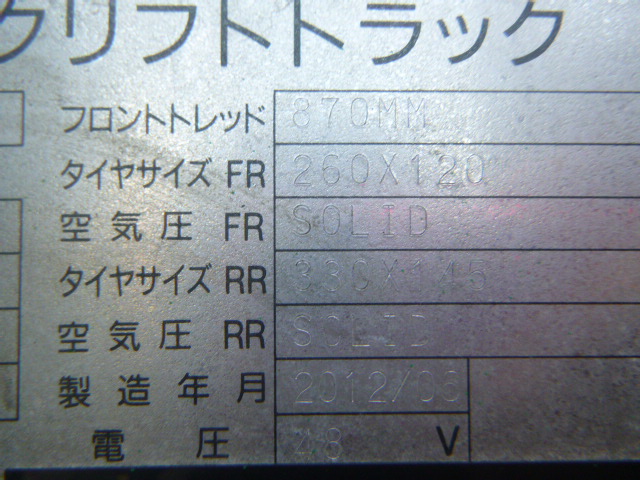 クリフトトラック
フロントトレッド 870MM
タイヤサイズ FR 260X120
空気圧 FR SOLID
タイヤサイズ RR 330X145
空気圧 RR SOLID
製造年月
電圧 48 V